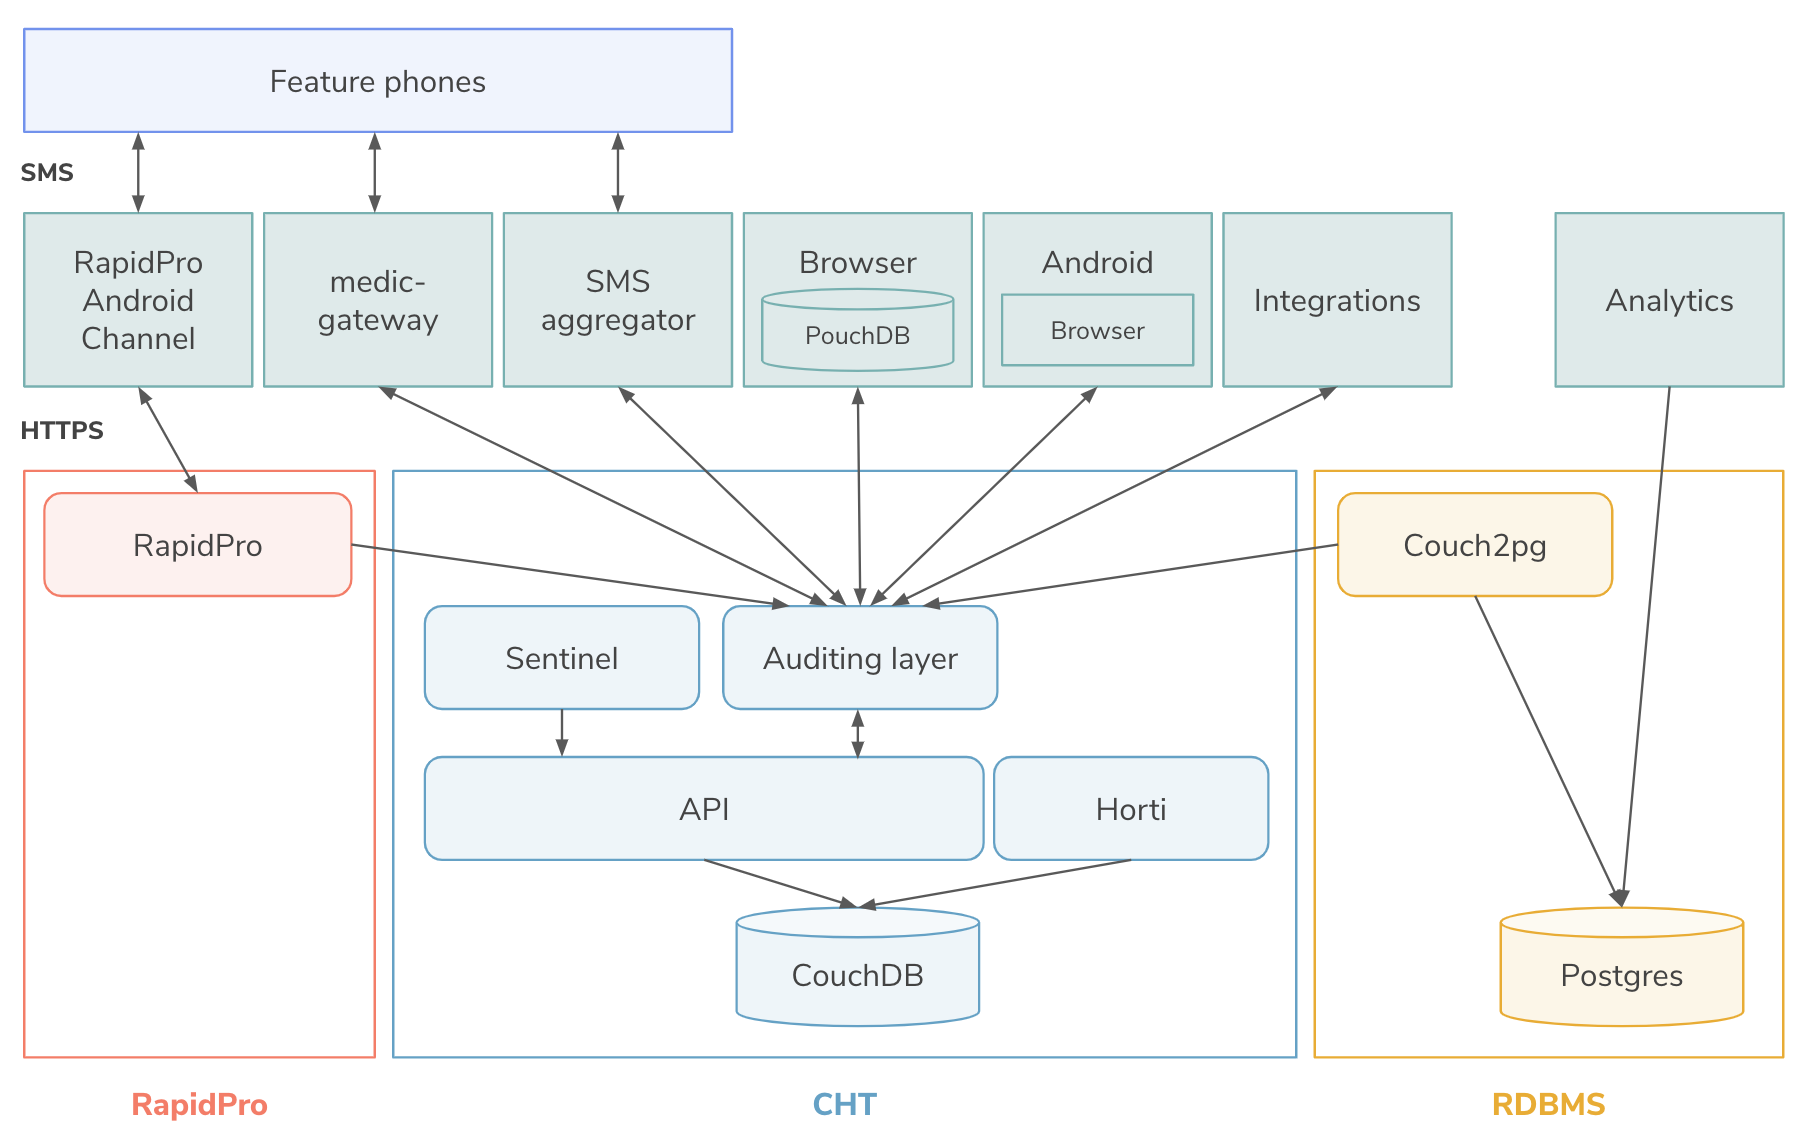 Feature phones
SMS
RapidPro
Android
Channel
medic-
gateway
SMS
aggregator
Browser
PouchDB
Android
Browser
Integrations
Analytics
HTTPS
RapidPro
Couch2pg
Sentinel
Auditing layer
API
Horti
CouchDB
Postgres
RapidPro
CHT
RDBMS